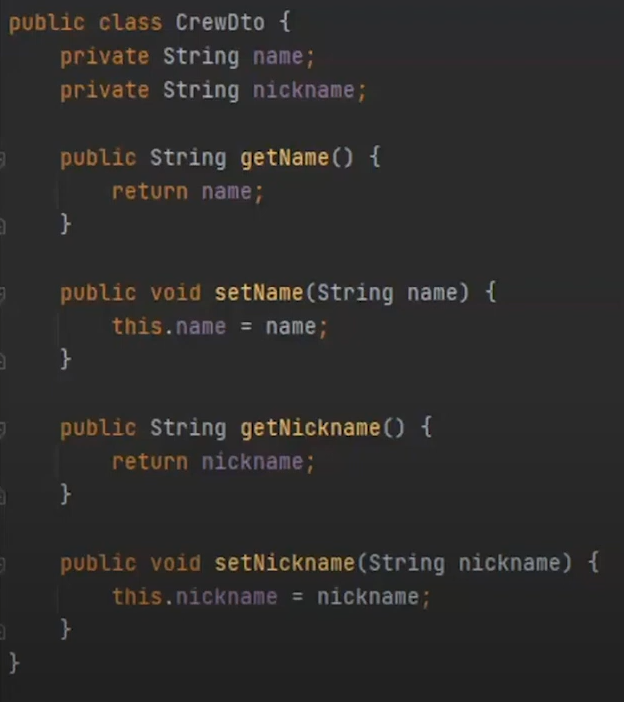 public class CrewDto {
    private String name;
    private String nickname;

    public String getName() {
        return name;
    }

    public void setName(String name) {
        this.name = name;
    }

    public String getNickname() {
        return nickname;
    }

    public void setNickname(String nickname) {
        this.nickname = nickname;
    }
}